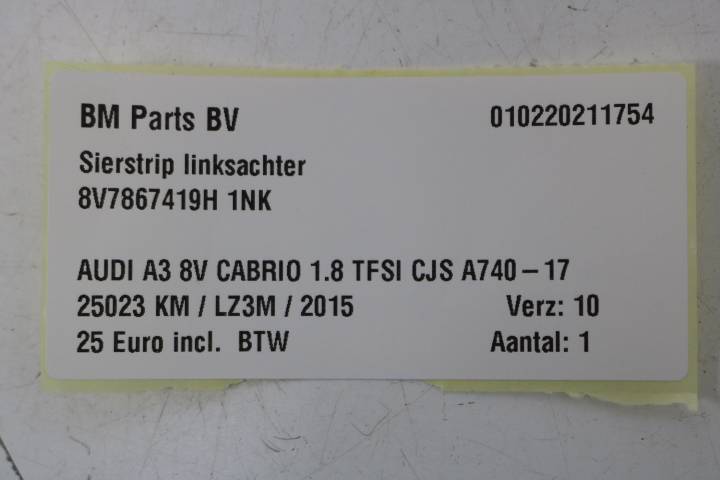 BM Parts BV 010220211754
Sierstrip linksachter
8V7867419H 1NK
AUDI A3 8V CABRIO 1.8 TFSI CJS A740 – 17
25023 KM / LZ3M / 2015 Verz: 10
25 Euro incl. BTW Aantal: 1